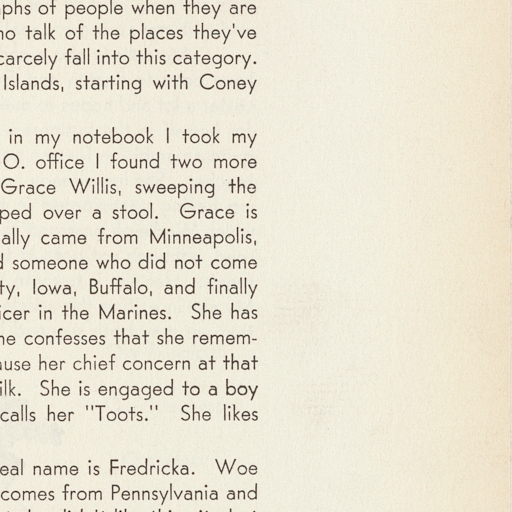 phs of people when they are
no talk of the places they've
carcely fall into this category.
Islands, starting with Coney
in my notebook I took my
O. office I found two more
Grace Willis, sweeping the
ped over a stool. Grace is
ally came from Minneapolis,
d someone who did not come
ty, Iowa, Buffalo, and finally
icer in the Marines. She has
he confesses that she remem-
ause her chief concern at that
ilk. She is engaged to a boy
calls her "Toots." She likes
eal name is Fredricka. Woe
comes from Pennsylvania and